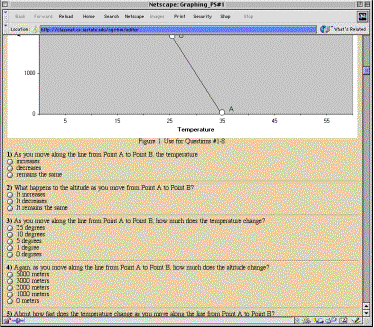 Netscape: Graphing_PS#1
Back Forward Reload Home Search Netscape Images Print Security Shop Stop
Location: What's Related
1000
A
0
5 15 25 35 45 55
Temperature
Figure 1. Use for Questions #1-8
1) As you move along the line from Point A to Point B, the temperature
increases
decreases
remains the same
2) What happens to the altitude as you move from Point A to Point B?
It increases
It decreases
It remains the same
3) As you move along the line from Point A to Point B, how much does the temperature change?
25 degrees
10 degrees
5 degrees
1 degree
0 degrees
4) Again, as you move along the line from Point A to Point B, how much does the altitude change?
5000 meters
3000 meters
2000 meters
1000 meters
0 meters
5) About how fast does the temperature change as you move along the line from Point A to Point B?